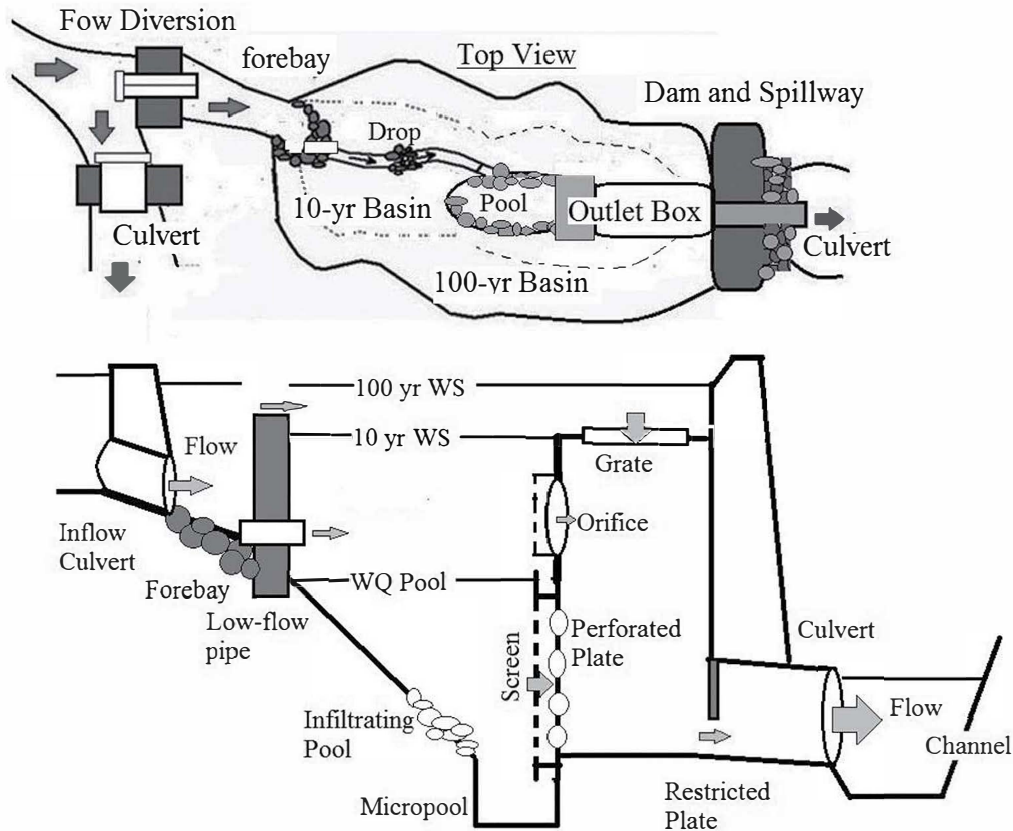 Fow Diversion
forebay
Top View
Dam and Spillway
Drop
10-yr Basin
Pool
Outlet Box
Culvert
Culvert
100-yr Basin
100 yr WS
10 yr WS
Flow
Grate
Inflow
Culvert
Orifice
Forebay
WQ Pool
Low-flow
pipe
Screen
Perforated
Plate
Culvert
Infiltrating
Pool
Flow
Channel
Micropool
Restricted
Plate